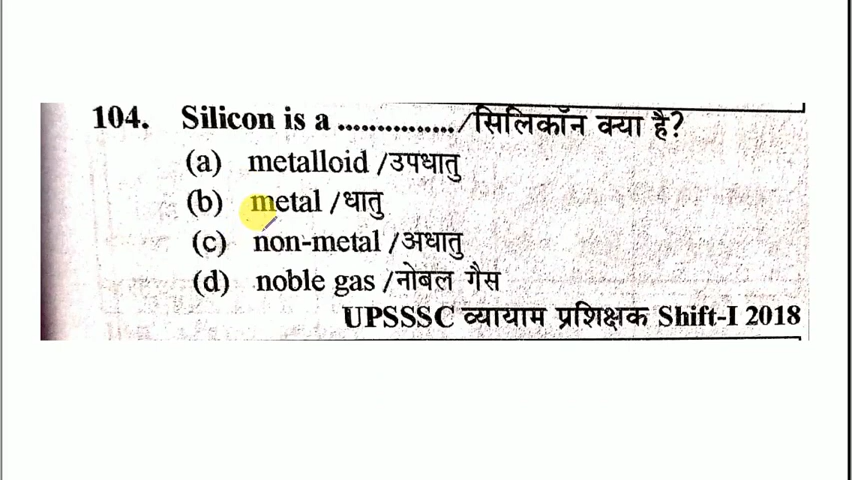 104. Silicon is a ................/सिलिकॉन क्या है?
(a) metalloid /उपधातु
(b) metal /धातु
(c) non-metal /अधातु
(d) noble gas /नोबल गैस
UPSSSC व्यायाम प्रशिक्षक Shift-I 2018